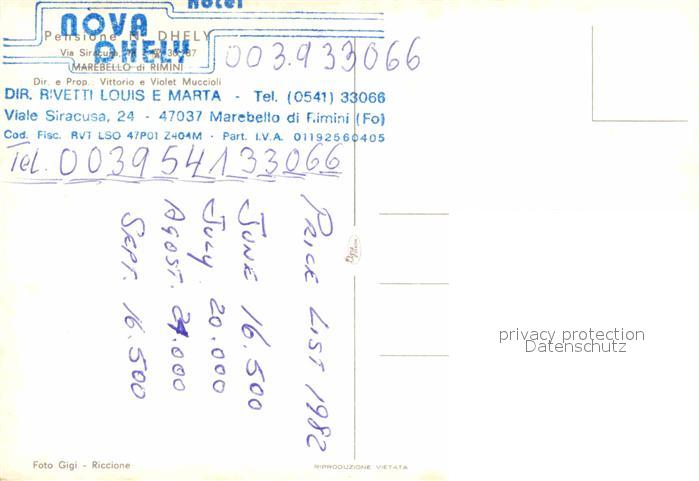 Hotel
NOVA
DHELY
Pensione N. DHELY
Via Siracusa,
MAREBELLO di RIMINI
Dir. e Prop.: Vittorio e Violet Muccioli
003.933066
DIR. RIVETTI LOUIS E MARTA - Tel. (0541) 33066
Viale Siracusa, 24 - 47037 Marebello di Rimini (Fo)
Cod. Fisc. RVT LSO 47P01 Z404M - Part. I.V.A. 01192560405
TEL. 003954133066
PRICE LIST 1982
JUNE 16.500
JULY 20.000
AGOST. 24.000
SEPT. 16.500
privacy protection
Datenschutz
Foto Gigi - Riccione
RIPRODUZIONE VIETATA